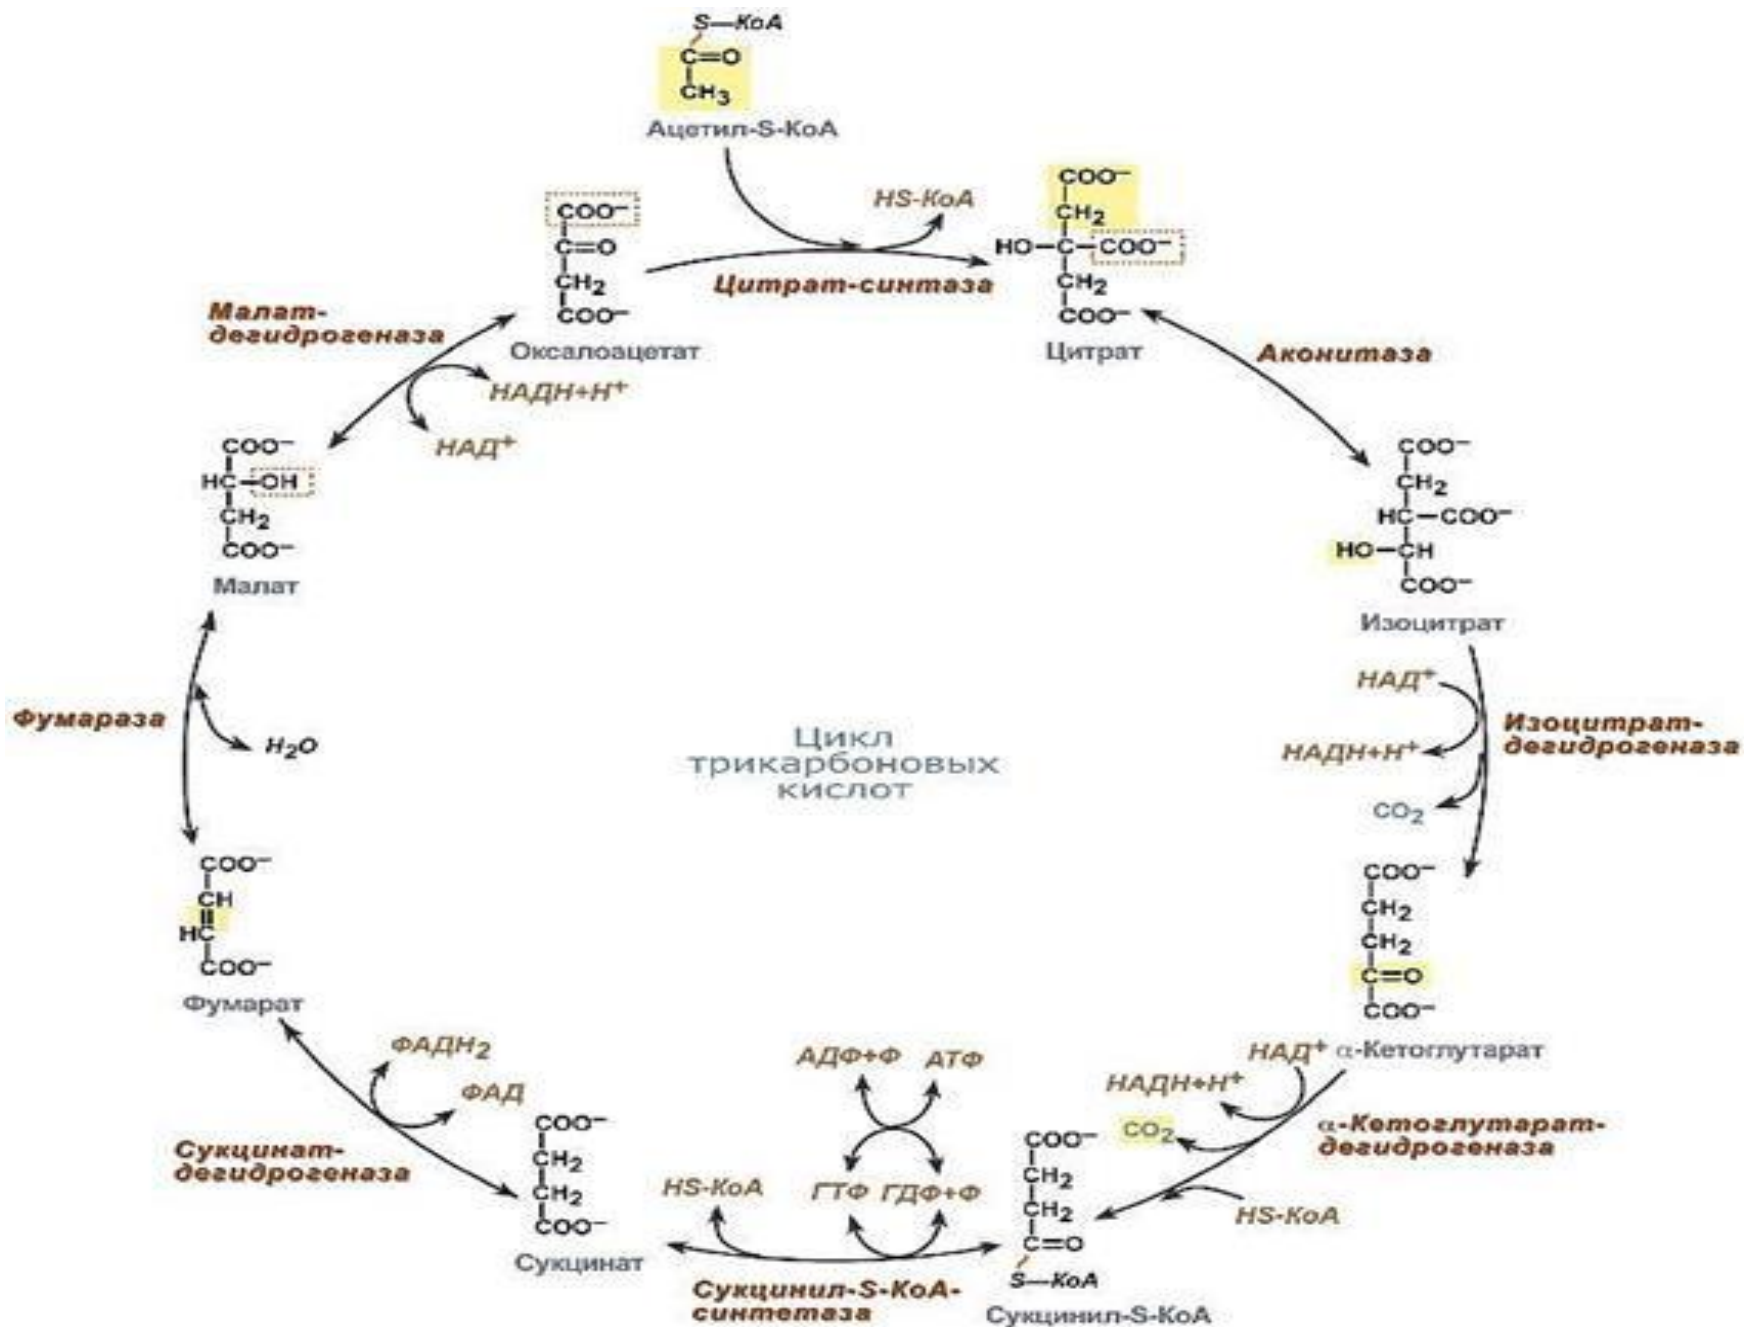 S—КоА
C=O
CH₃
Ацетил-S-КоА
HS-КоА
COO⁻
C=O
CH₂
COO⁻
Оксалоацетат
Цитрат-синтаза
COO⁻
CH₂
HO—C—COO⁻
CH₂
COO⁻
Цитрат
Аконитаза
COO⁻
CH₂
HC—COO⁻
HO—CH
COO⁻
Изоцитрат
НАД⁺
НАДН+Н⁺
CO₂
Изоцитрат-
дегидрогеназа
COO⁻
CH₂
CH₂
C=O
COO⁻
α-Кетоглутарат
НАД⁺
НАДН+Н⁺
CO₂
α-Кетоглутарат-
дегидрогеназа
HS-КоА
COO⁻
CH₂
CH₂
C=O
S—КоА
Сукцинил-S-КоА
АДФ+Ф
АТФ
ГТФ
ГДФ+Ф
HS-КоА
Сукцинил-S-КоА-
синтетаза
COO⁻
CH₂
CH₂
COO⁻
Сукцинат
ФАДН₂
ФАД
Сукцинат-
дегидрогеназа
COO⁻
CH
HC
COO⁻
Фумарат
Фумараза
H₂O
COO⁻
HC—OH
CH₂
COO⁻
Малат
Малат-
дегидрогеназа
НАДН+Н⁺
НАД⁺
Цикл
трикарбоновых
кислот